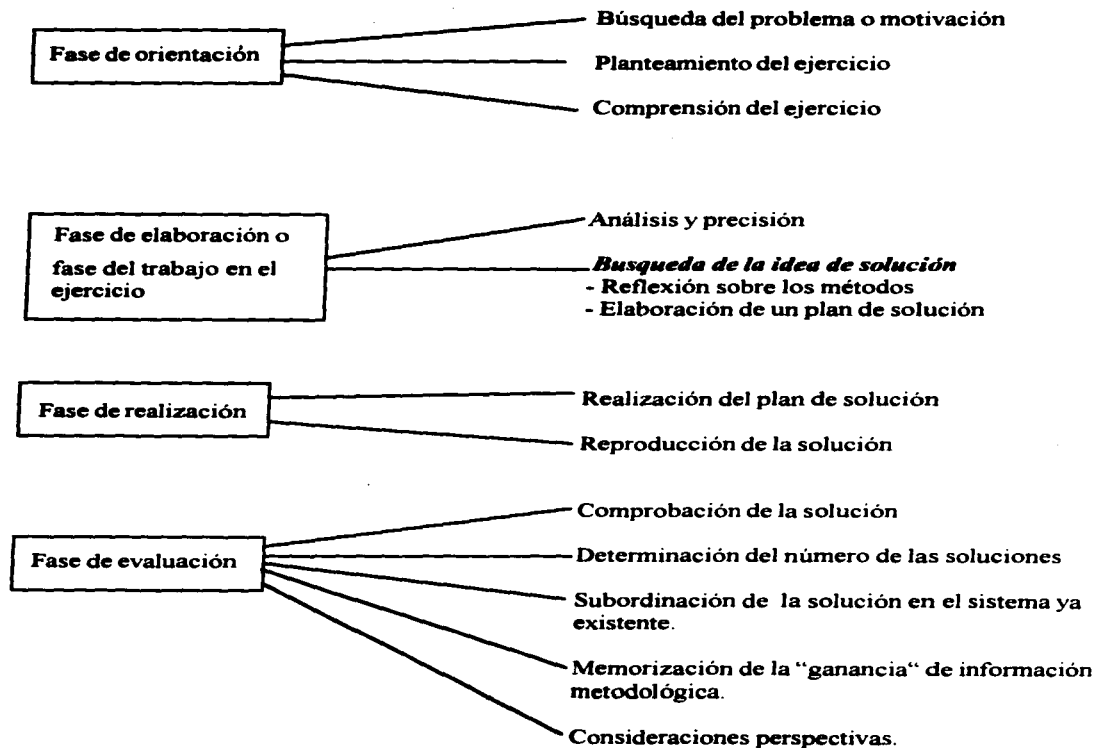 Fase de orientación
Búsqueda del problema o motivación
Planteamiento del ejercicio
Comprensión del ejercicio
Fase de elaboración o
fase del trabajo en el
ejercicio
Análisis y precisión
Busqueda de la idea de solución
- Reflexión sobre los métodos
- Elaboración de un plan de solución
Fase de realización
Realización del plan de solución
Reproducción de la solución
Fase de evaluación
Comprobación de la solución
Determinación del número de las soluciones
Subordinación de la solución en el sistema ya
existente.
Memorización de la “ganancia“ de información
metodológica.
Consideraciones perspectivas.